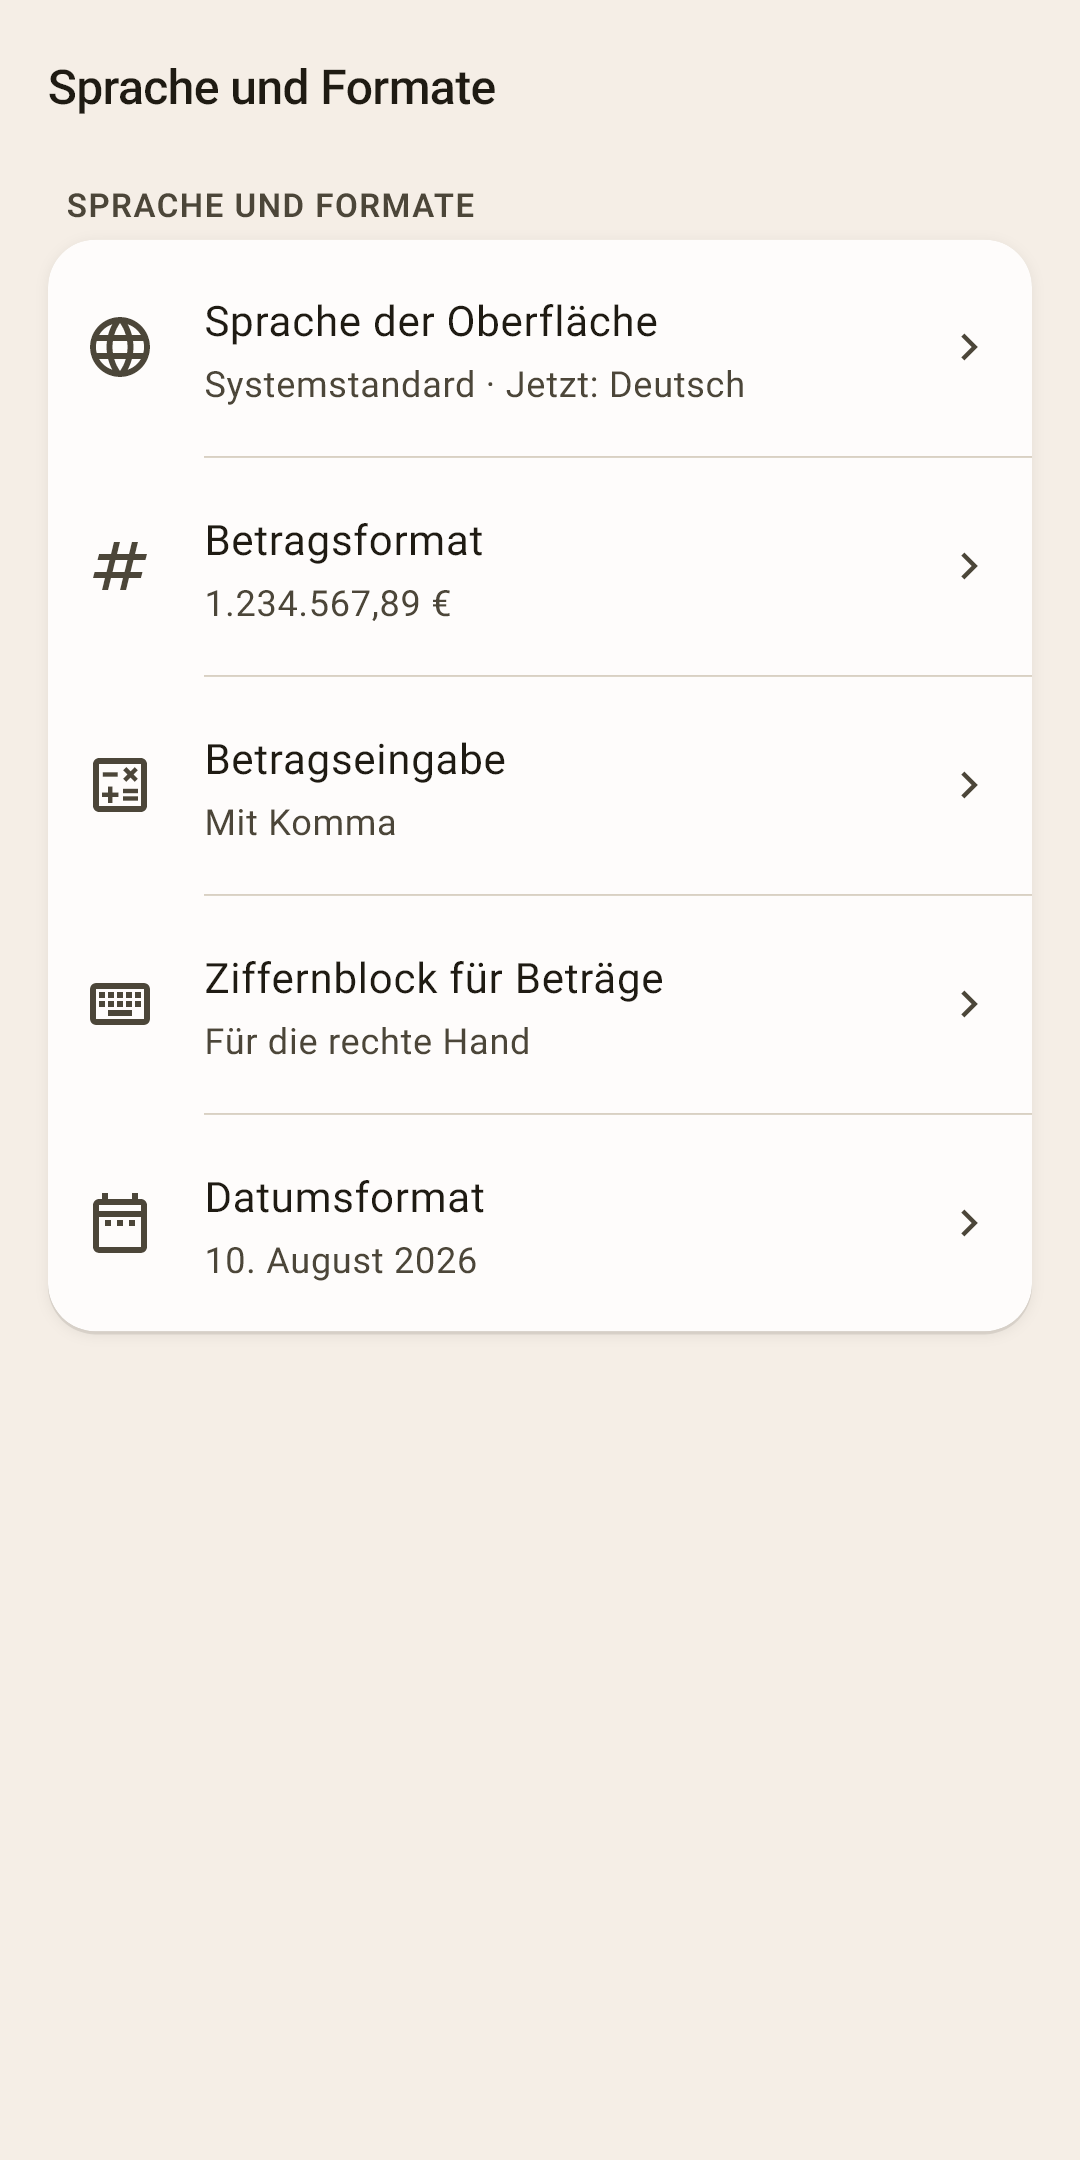 Sprache und Formate
SPRACHE UND FORMATE
Sprache der Oberfläche
Systemstandard · Jetzt: Deutsch
Betragsformat
1.234.567,89 €
Betragseingabe
Mit Komma
Ziffernblock für Beträge
Für die rechte Hand
Datumsformat
10. August 2026